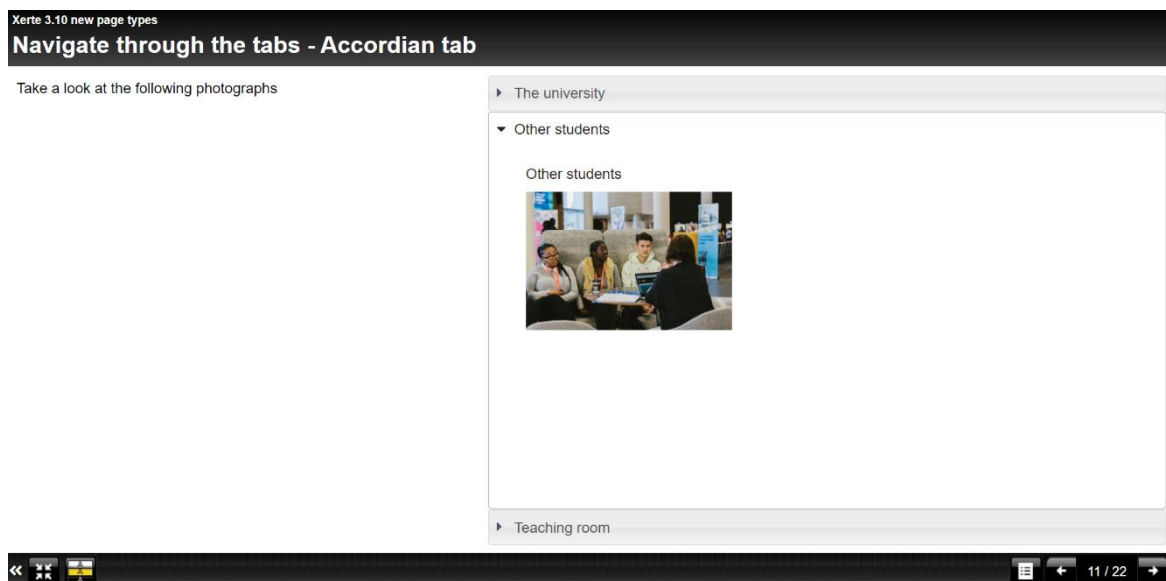 Xerte 3.10 new page types
Navigate through the tabs - Accordian tab
Take a look at the following photographs
The university
Other students
Other students
Teaching room
11 / 22